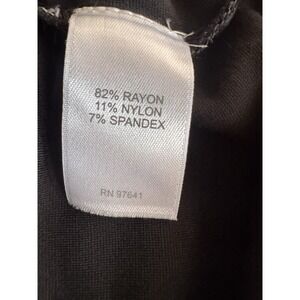 82% RAYON
11% NYLON
7% SPANDEX
RN 97641